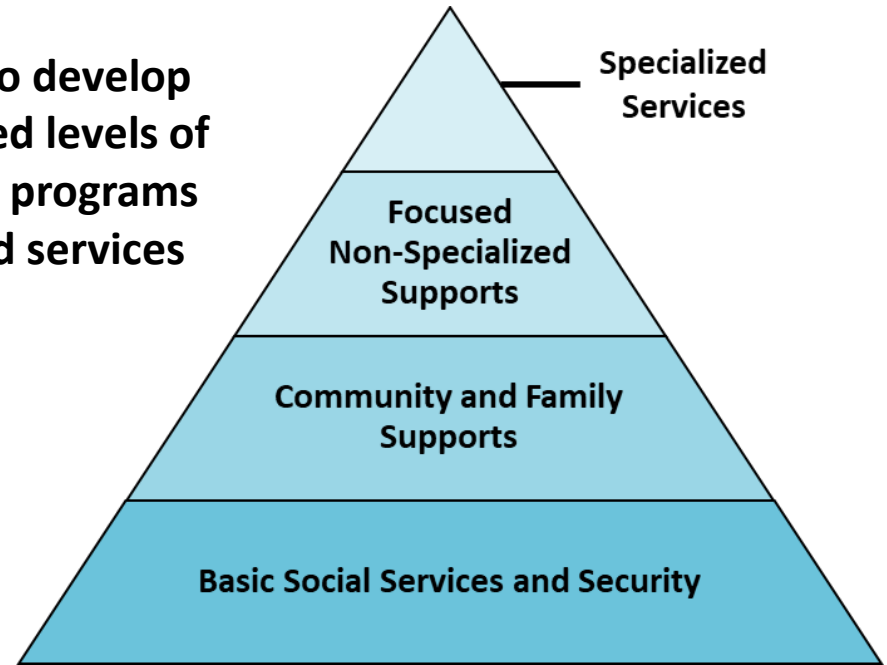 o develop
ed levels of
programs
d services
Specialized
Services
Focused
Non-Specialized
Supports
Community and Family
Supports
Basic Social Services and Security